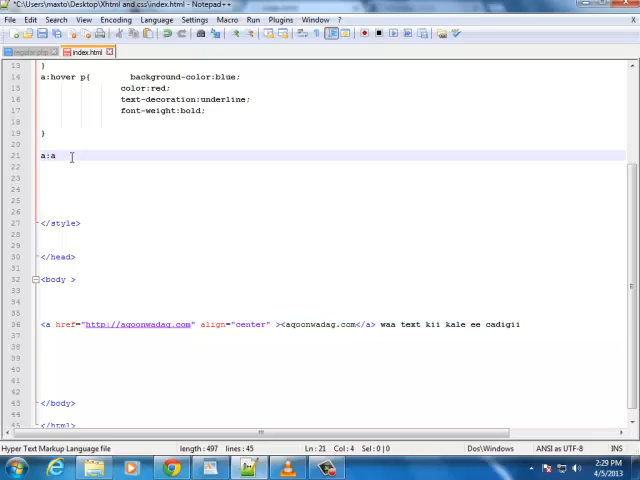 *C:\Users\maxto\Desktop\Xhtml and css\index.html - Notepad++
File Edit Search View Encoding Language Settings Macro Run Plugins Window ? X
index.html
13 }
14 a:hover p{ background-color:blue;
15 color:red;
16 text-decoration:underline;
17 font-weight:bold;
18
19 }
20
21 a:a
22
23
24
25
26
27 </style>
28
29
30 </head>
31
32 <body >
33
34
35
36 <a href="http://aqoonwadag.com" align="center" ><aqoonwadag.com</a> waa text kii kale ee cadigii
37
38
39
40
41
42
43 </body>
44
45 </html>
Hyper Text Markup Language file length : 497 lines : 45 Ln : 21 Col : 4 Sel : 0 | 0 Dos\Windows ANSI as UTF-8 INS
2:29 PM
4/5/2013